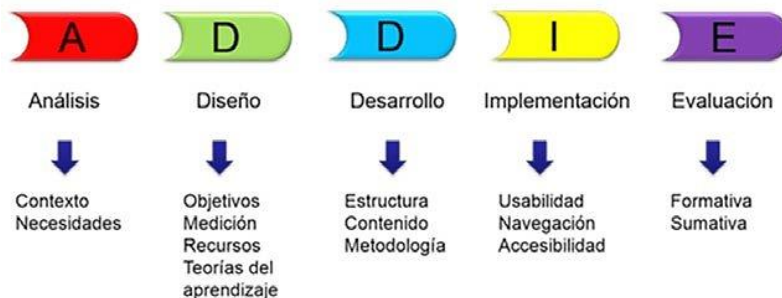 A
D
D
I
E
Análisis
Diseño
Desarrollo
Implementación
Evaluación
Contexto
Necesidades
Objetivos
Medición
Recursos
Teorías del
aprendizaje
Estructura
Contenido
Metodología
Usabilidad
Navegación
Accesibilidad
Formativa
Sumativa